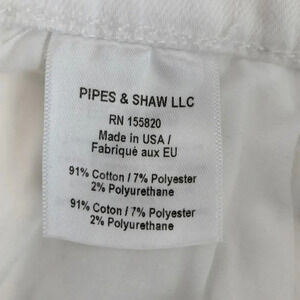 PIPES & SHAW LLC
RN 155820
Made in USA /
Fabriqué aux EU
91% Cotton / 7% Polyester
2% Polyurethane
91% Coton / 7% Polyester
2% Polyurethane